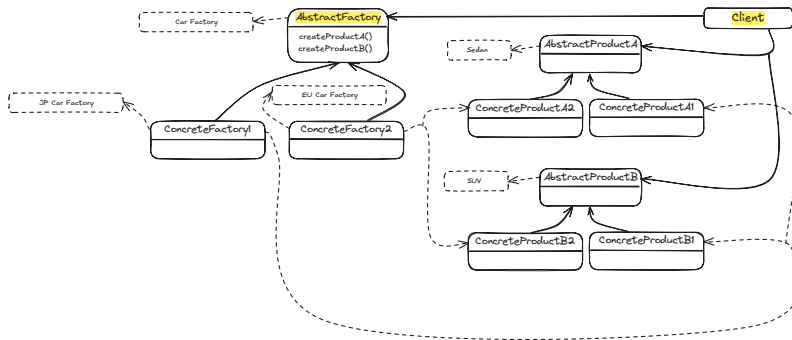 Car Factory
AbstractFactory
Client
createProductA()
createProductB()
Sedan
AbstractProductA
JP Car Factory
EU Car Factory
ConcreteFactory1
ConcreteFactory2
ConcreteProductA2
ConcreteProductA1
SUV
AbstractProductB
ConcreteProductB2
ConcreteProductB1